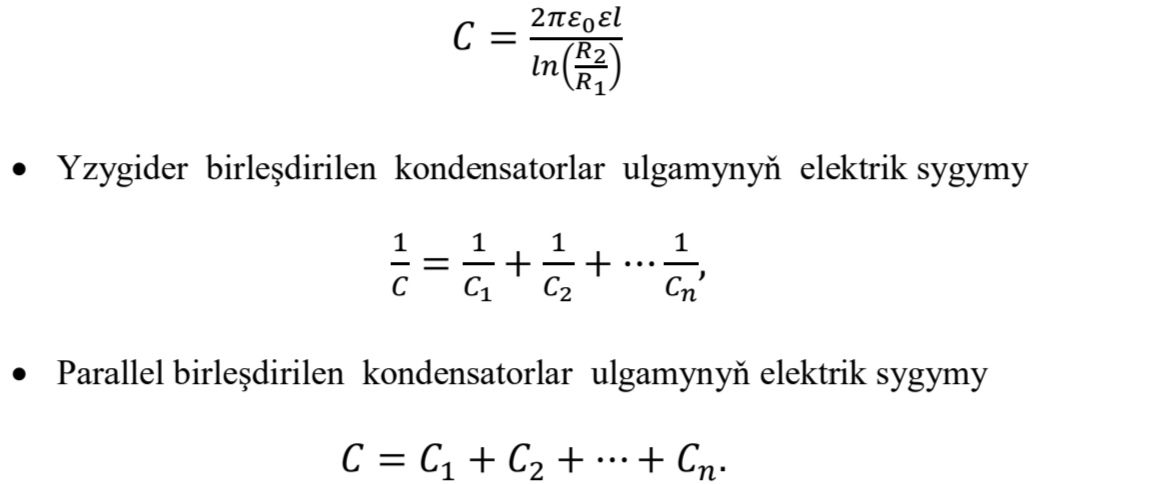 C = 2πε₀εl / ln(R₂/R₁)
• Yzygider birleşdirilen kondensatorlar ulgamynyň elektrik sygymy
1/C = 1/C₁ + 1/C₂ + ⋯ 1/Cₙ,
• Parallel birleşdirilen kondensatorlar ulgamynyň elektrik sygymy
C = C₁ + C₂ + ⋯ + Cₙ.